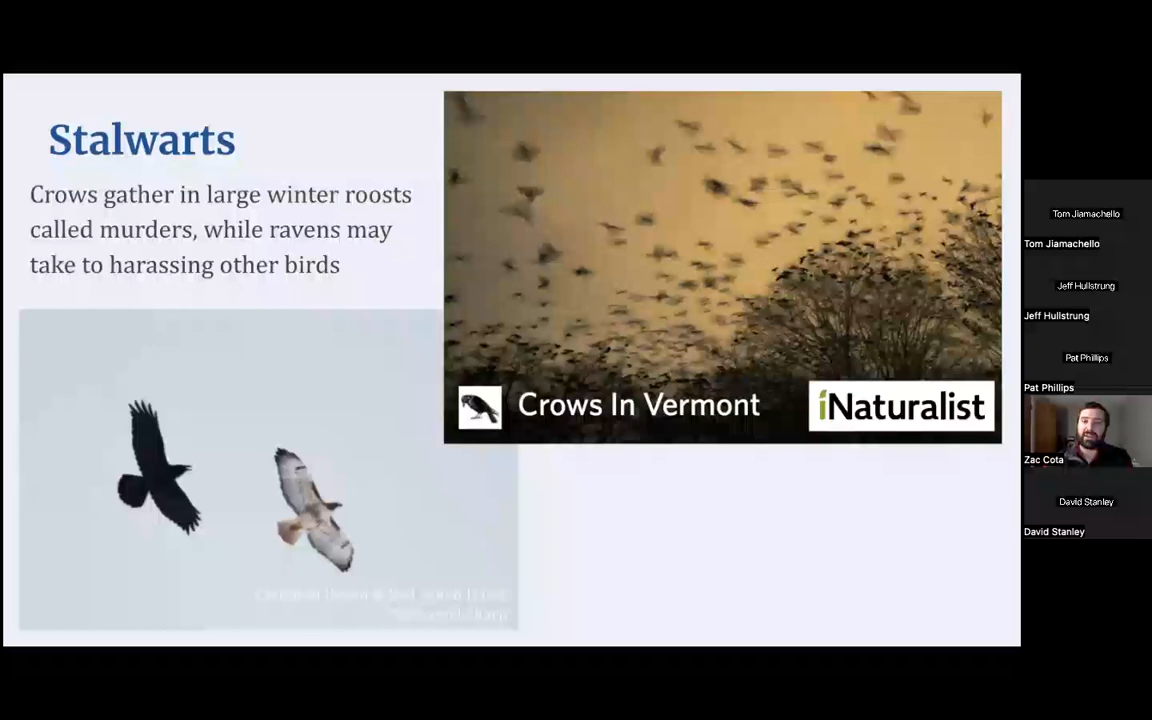 Stalwarts
Crows gather in large winter roosts
called murders, while ravens may
take to harassing other birds
Crows In Vermont
iNaturalist
Tom Jiamachello
Tom Jiamachello
Jeff Hullstrung
Jeff Hullstrung
Pat Phillips
Pat Phillips
Zac Cota
David Stanley
David Stanley